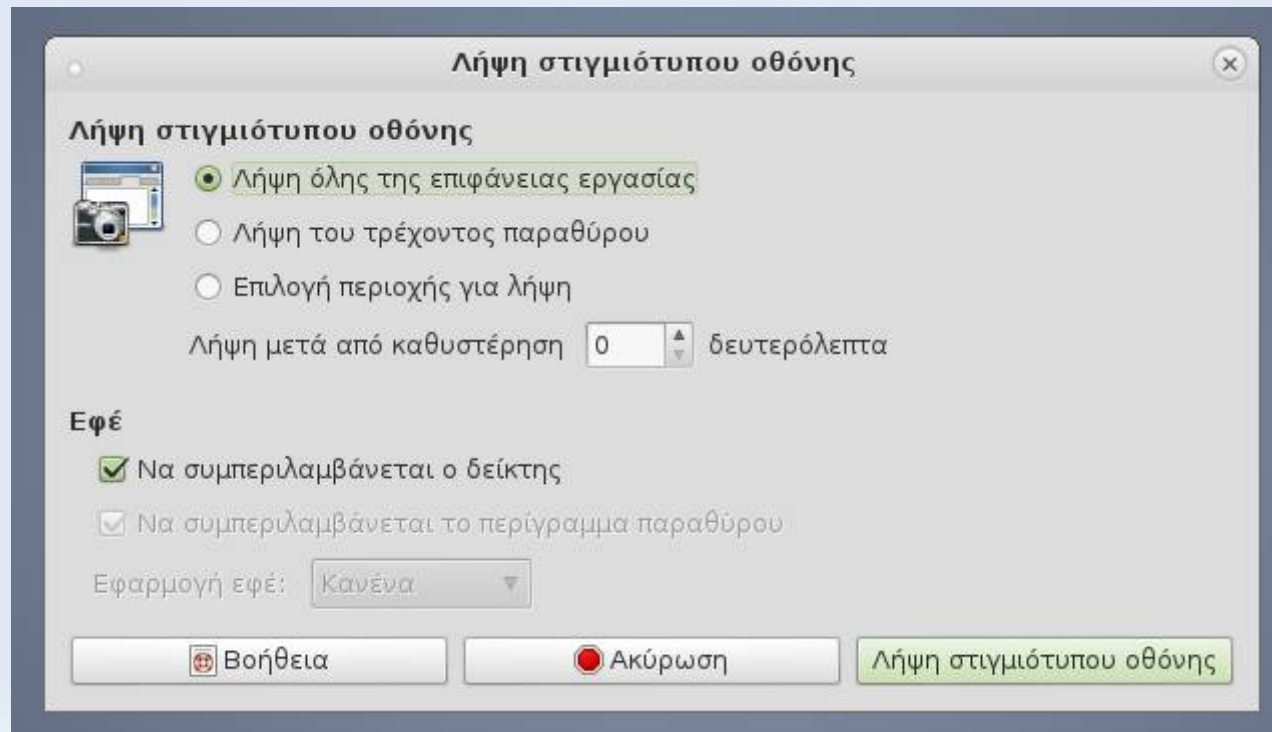 Λήψη στιγμιότυπου οθόνης
Λήψη στιγμιότυπου οθόνης
Λήψη όλης της επιφάνειας εργασίας
Λήψη του τρέχοντος παραθύρου
Επιλογή περιοχής για λήψη
Λήψη μετά από καθυστέρηση 0 δευτερόλεπτα
Εφέ
Να συμπεριλαμβάνεται ο δείκτης
Να συμπεριλαμβάνεται το περίγραμμα παραθύρου
Εφαρμογή εφέ: Κανένα
Βοήθεια Ακύρωση Λήψη στιγμιότυπου οθόνης